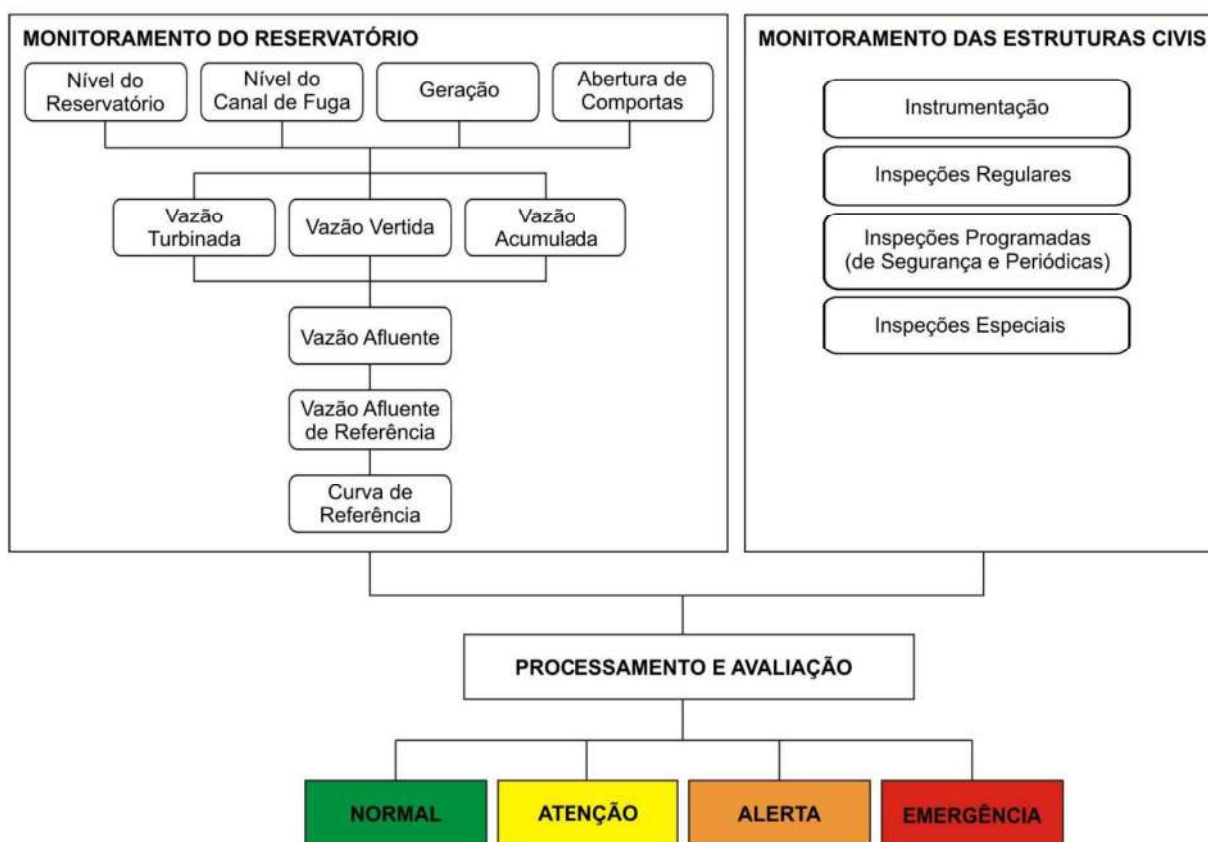 MONITORAMENTO DO RESERVATÓRIO
Nível do
Reservatório
Nível do
Canal de Fuga
Geração
Abertura de
Comportas
Vazão
Turbinada
Vazão Vertida
Vazão
Acumulada
Vazão Afluente
Vazão Afluente
de Referência
Curva de
Referência
MONITORAMENTO DAS ESTRUTURAS CIVIS
Instrumentação
Inspeções Regulares
Inspeções Programadas
(de Segurança e Periódicas)
Inspeções Especiais
PROCESSAMENTO E AVALIAÇÃO
NORMAL
ATENÇÃO
ALERTA
EMERGÊNCIA